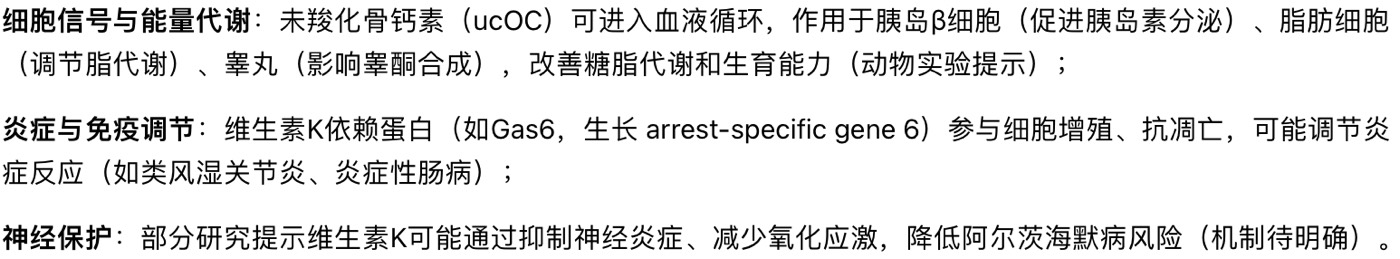 细胞信号与能量代谢：未羧化骨钙素（ucOC）可进入血液循环，作用于胰岛β细胞（促进胰岛素分泌）、脂肪细胞
（调节脂代谢）、睾丸（影响睾酮合成），改善糖脂代谢和生育能力（动物实验提示）；
炎症与免疫调节：维生素K依赖蛋白（如Gas6，生长 arrest-specific gene 6）参与细胞增殖、抗凋亡，可能调节炎
症反应（如类风湿关节炎、炎症性肠病）；
神经保护：部分研究提示维生素K可能通过抑制神经炎症、减少氧化应激，降低阿尔茨海默病风险（机制待明确）。